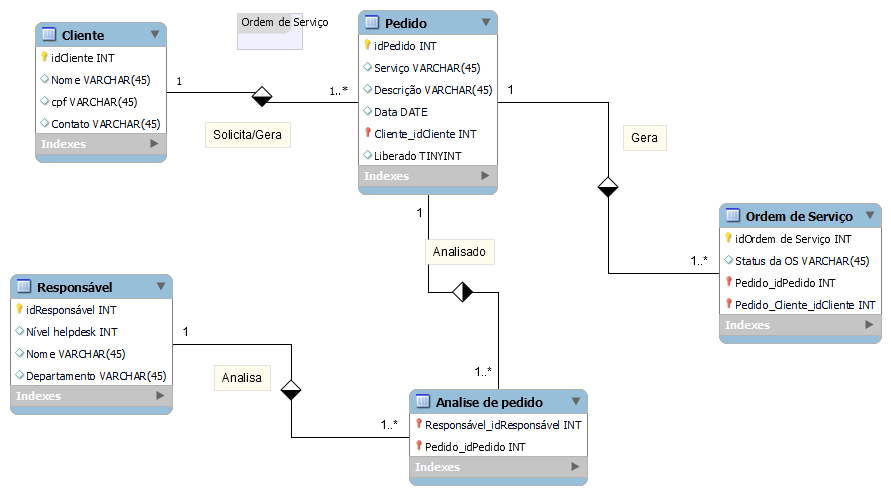 Cliente
idCliente INT
Nome VARCHAR(45)
cpf VARCHAR(45)
Contato VARCHAR(45)
Indexes
Ordem de Serviço
1
1..*
Solicita/Gera
Pedido
idPedido INT
Serviço VARCHAR(45)
Descrição VARCHAR(45)
Data DATE
Cliente_idCliente INT
Liberado TINYINT
Indexes
1
Gera
1..*
Ordem de Serviço
idOrdem de Serviço INT
Status da OS VARCHAR(45)
Pedido_idPedido INT
Pedido_Cliente_idCliente INT
Indexes
1
Analisado
1..*
Responsável
idResponsável INT
Nível helpdesk INT
Nome VARCHAR(45)
Departamento VARCHAR(45)
Indexes
1
Analisa
1..*
Analise de pedido
Responsável_idResponsável INT
Pedido_idPedido INT
Indexes